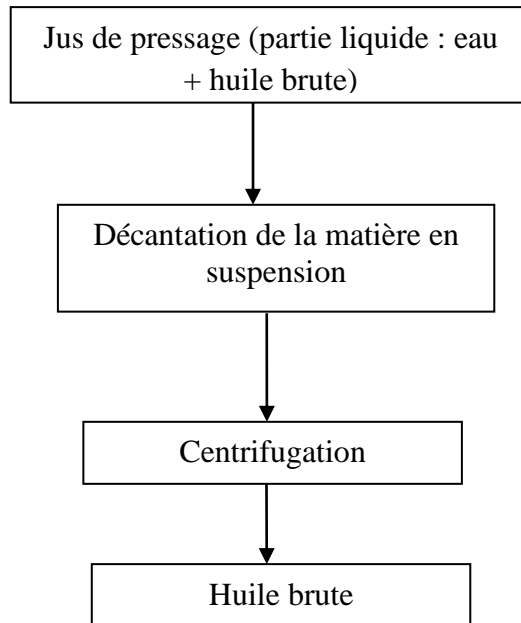 Jus de pressage (partie liquide : eau
+ huile brute)
Décantation de la matière en
suspension
Centrifugation
Huile brute